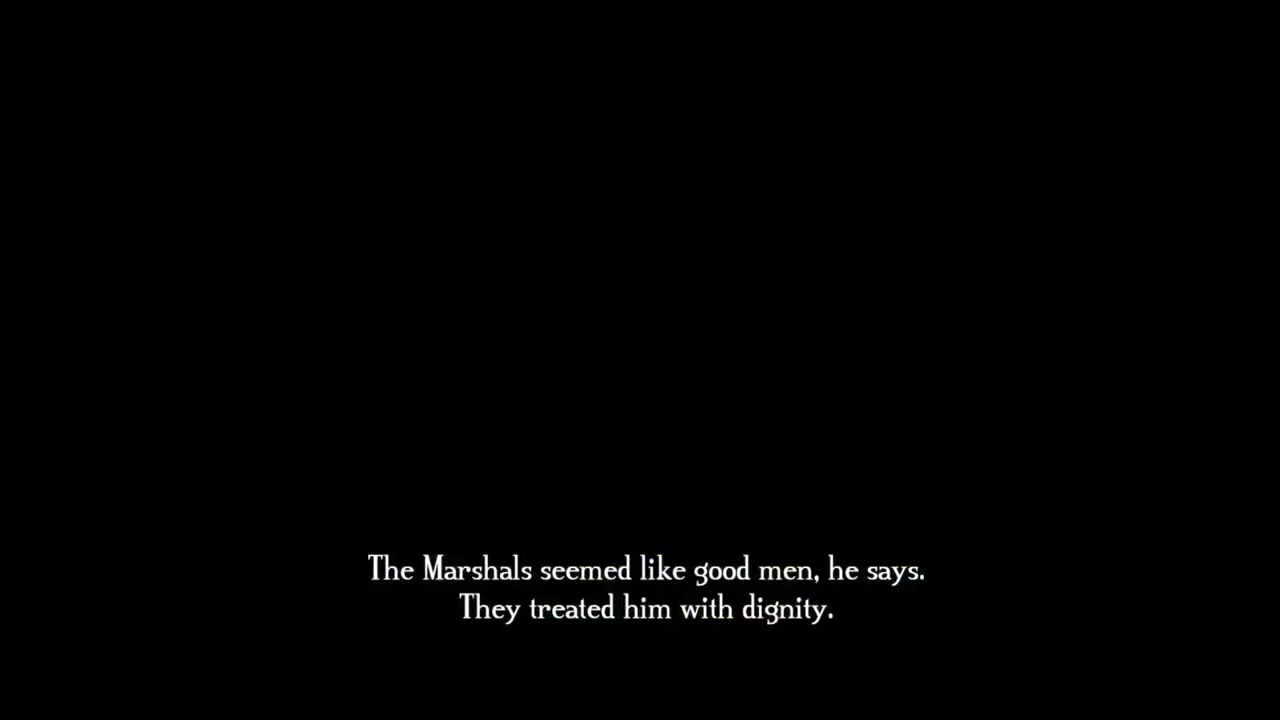 The Marshals seemed like good men, he says.
They treated him with dignity.